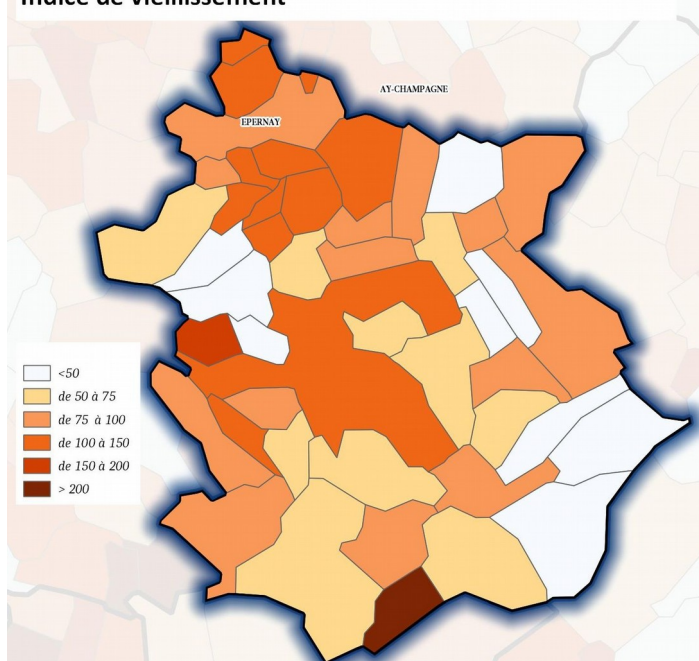 Indice de vieillissement
AY-CHAMPAGNE
EPERNAY
<50
de 50 à 75
de 75 à 100
de 100 à 150
de 150 à 200
> 200